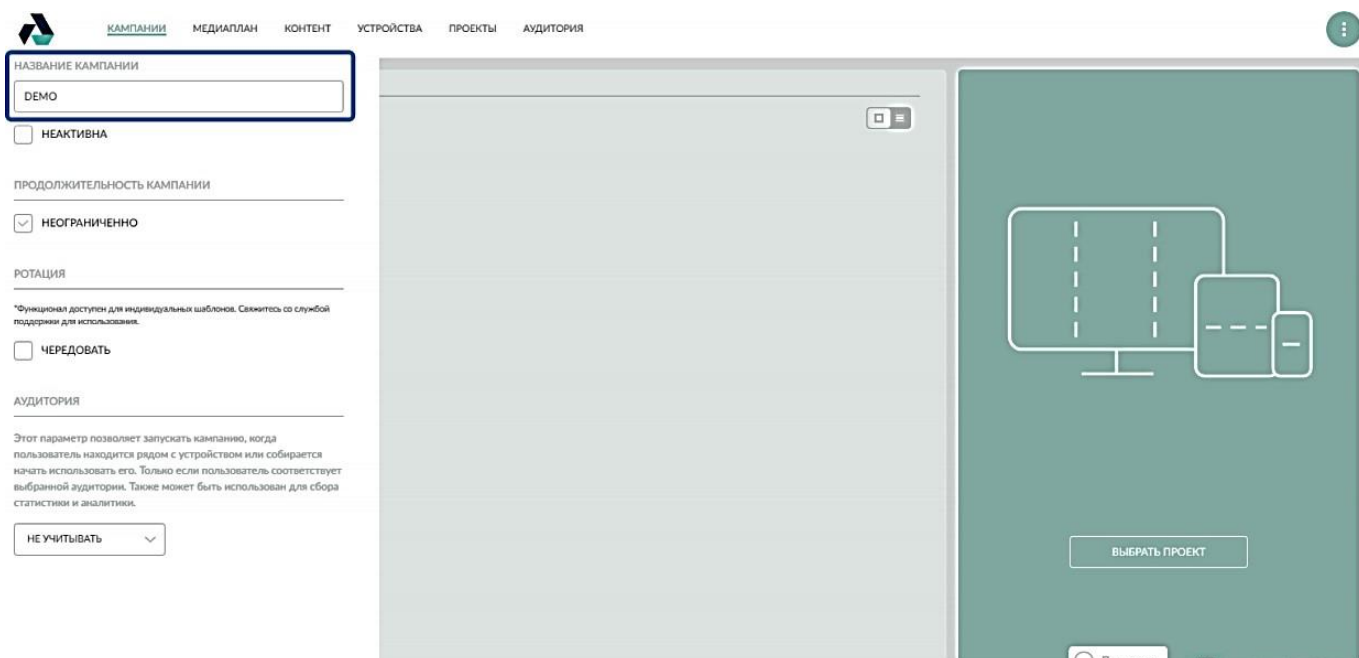 КАМПАНИИ МЕДИАПЛАН КОНТЕНТ УСТРОЙСТВА ПРОЕКТЫ АУДИТОРИЯ
НАЗВАНИЕ КАМПАНИИ
DEMO
НЕАКТИВНА
ПРОДОЛЖИТЕЛЬНОСТЬ КАМПАНИИ
НЕОГРАНИЧЕННО
РОТАЦИЯ
*Функционал доступен для индивидуальных шаблонов. Свяжитесь со службой
поддержки для использования.
ЧЕРЕДОВАТЬ
АУДИТОРИЯ
Этот параметр позволяет запускать кампанию, когда
пользователь находится рядом с устройством или собирается
начать использовать его. Только если пользователь соответствует
выбранной аудитории. Также может быть использован для сбора
статистики и аналитики.
НЕ УЧИТЫВАТЬ
ВЫБРАТЬ ПРОЕКТ